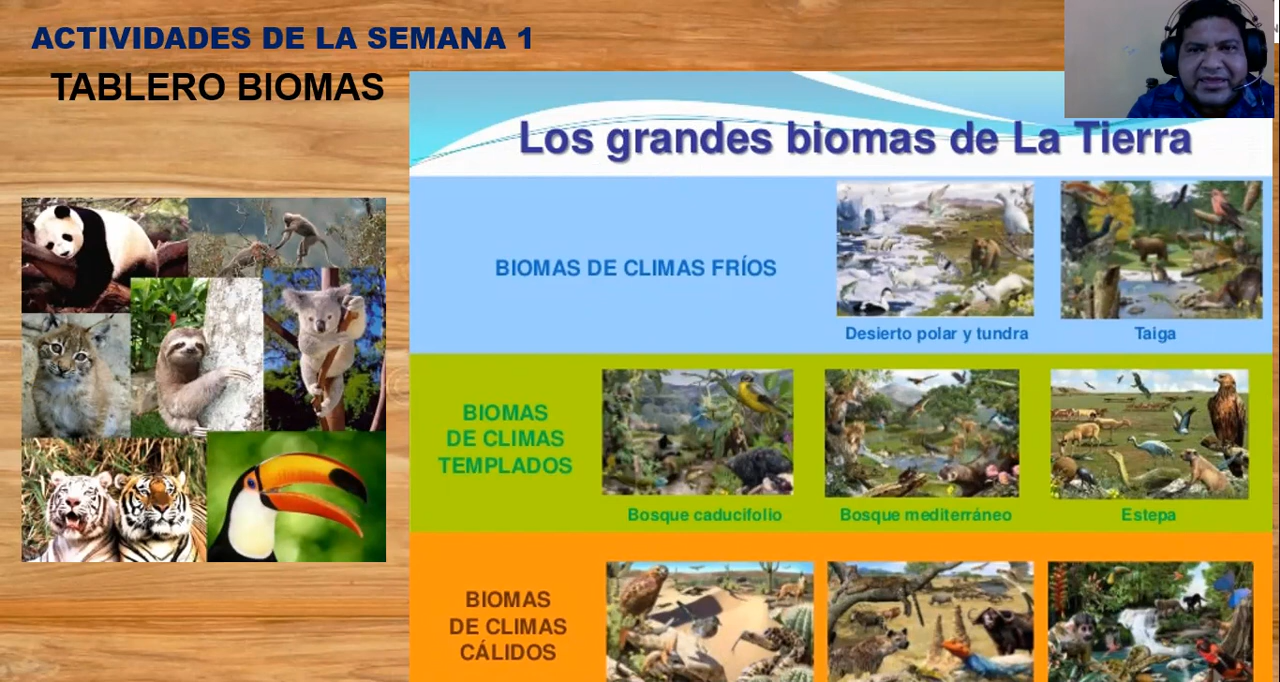 ACTIVIDADES DE LA SEMANA 1
TABLERO BIOMAS
Los grandes biomas de La Tierra
BIOMAS DE CLIMAS FRÍOS
Desierto polar y tundra
Taiga
BIOMAS
DE CLIMAS
TEMPLADOS
Bosque caducifolio
Bosque mediterráneo
Estepa
BIOMAS
DE CLIMAS
CÁLIDOS